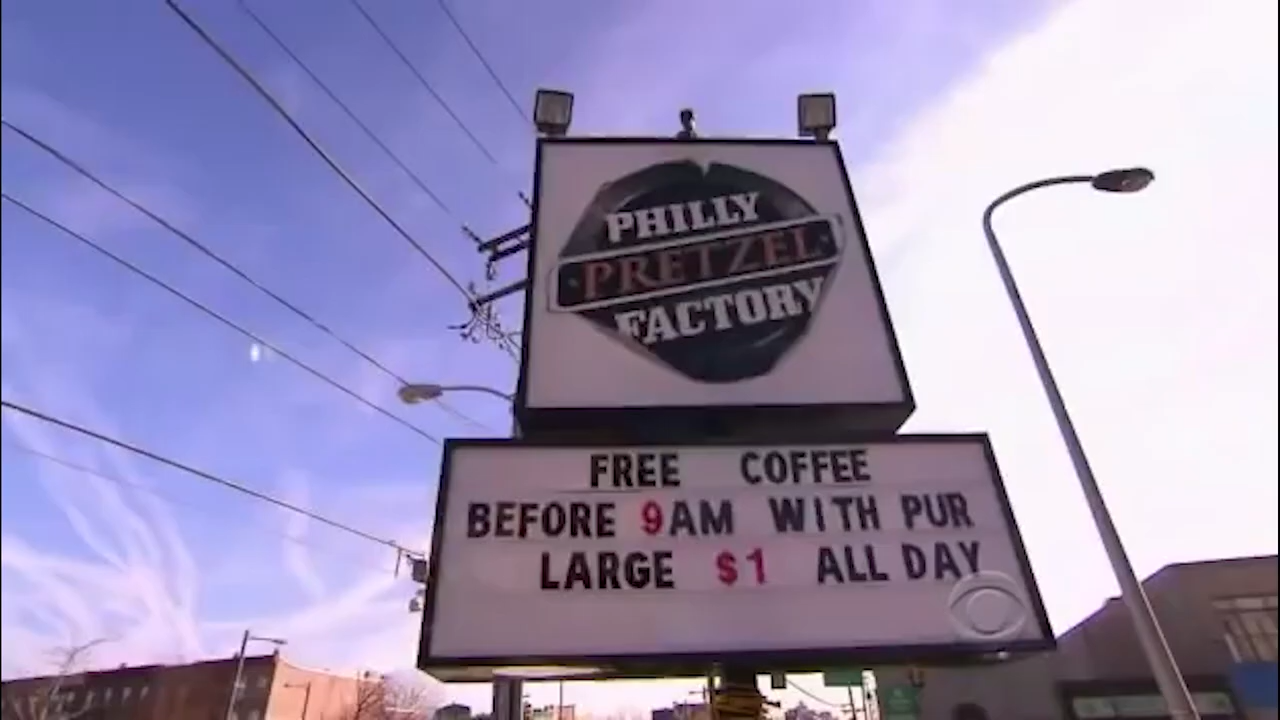 PHILLY
PRETZEL
FACTORY
FREE COFFEE
BEFORE 9AM WITH PUR
LARGE $1 ALL DAY